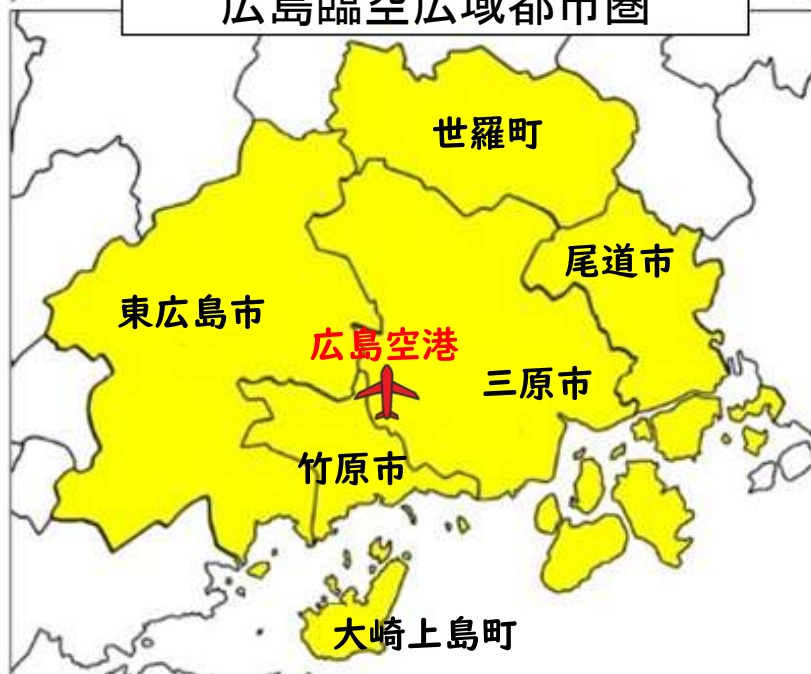 広島臨空広域都市圏
世羅町
尾道市
東広島市
広島空港
三原市
竹原市
大崎上島町